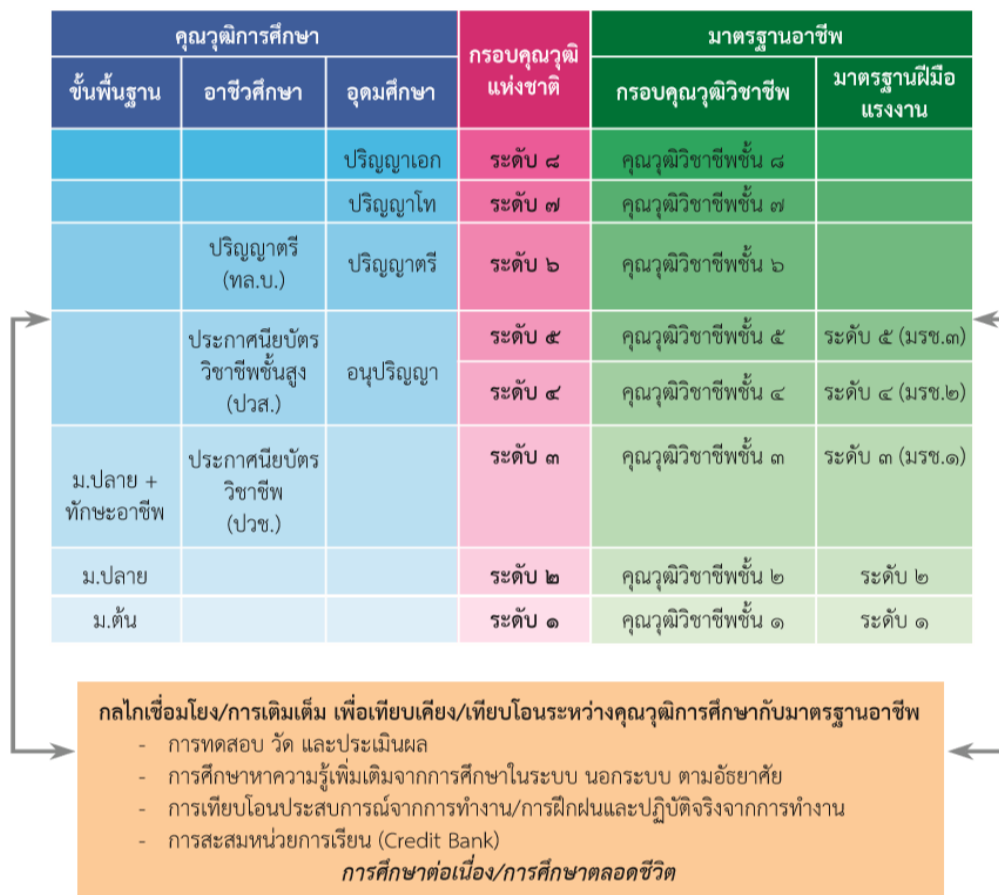 คุณวุฒิการศึกษา
กรอบคุณวุฒิ
แห่งชาติ
มาตรฐานอาชีพ
ขั้นพื้นฐาน
อาชีวศึกษา
อุดมศึกษา
กรอบคุณวุฒิวิชาชีพ
มาตรฐานฝีมือ
แรงงาน
ปริญญาเอก
ระดับ ๘
คุณวุฒิวิชาชีพชั้น ๘
ปริญญาโท
ระดับ ๗
คุณวุฒิวิชาชีพชั้น ๗
ปริญญาตรี
(ทล.บ.)
ปริญญาตรี
ระดับ ๖
คุณวุฒิวิชาชีพชั้น ๖
ประกาศนียบัตร
วิชาชีพชั้นสูง
(ปวส.)
อนุปริญญา
ระดับ ๕
คุณวุฒิวิชาชีพชั้น ๕
ระดับ ๕ (มรช.๓)
ระดับ ๔
คุณวุฒิวิชาชีพชั้น ๔
ระดับ ๔ (มรช.๒)
ม.ปลาย +
ทักษะอาชีพ
ประกาศนียบัตร
วิชาชีพ
(ปวช.)
ระดับ ๓
คุณวุฒิวิชาชีพชั้น ๓
ระดับ ๓ (มรช.๑)
ม.ปลาย
ระดับ ๒
คุณวุฒิวิชาชีพชั้น ๒
ระดับ ๒
ม.ต้น
ระดับ ๑
คุณวุฒิวิชาชีพชั้น ๑
ระดับ ๑
กลไกเชื่อมโยง/การเติมเต็ม เพื่อเทียบเคียง/เทียบโอนระหว่างคุณวุฒิการศึกษากับมาตรฐานอาชีพ
- การทดสอบ วัด และประเมินผล
- การศึกษาหาความรู้เพิ่มเติมจากการศึกษาในระบบ นอกระบบ ตามอัธยาศัย
- การเทียบโอนประสบการณ์จากการทำงาน/การฝึกฝนและปฏิบัติจริงจากการทำงาน
- การสะสมหน่วยการเรียน (Credit Bank)
การศึกษาต่อเนื่อง/การศึกษาตลอดชีวิต